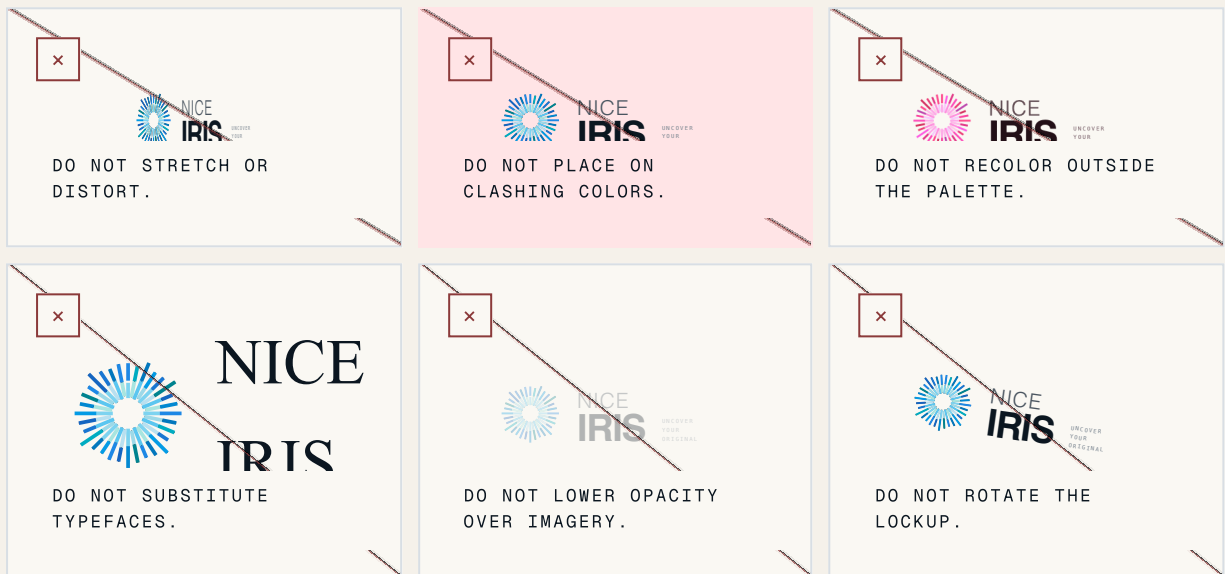 ×
NICE
IRIS
UNCOVER
YOUR
DO NOT STRETCH OR
DISTORT.
×
NICE
IRIS
UNCOVER
YOUR
DO NOT PLACE ON
CLASHING COLORS.
×
NICE
IRIS
UNCOVER
YOUR
DO NOT RECOLOR OUTSIDE
THE PALETTE.
×
NICE
IRIS
DO NOT SUBSTITUTE
TYPEFACES.
×
NICE
IRIS
UNCOVER
YOUR
ORIGINAL
DO NOT LOWER OPACITY
OVER IMAGERY.
×
NICE
IRIS
UNCOVER
YOUR
ORIGINAL
DO NOT ROTATE THE
LOCKUP.